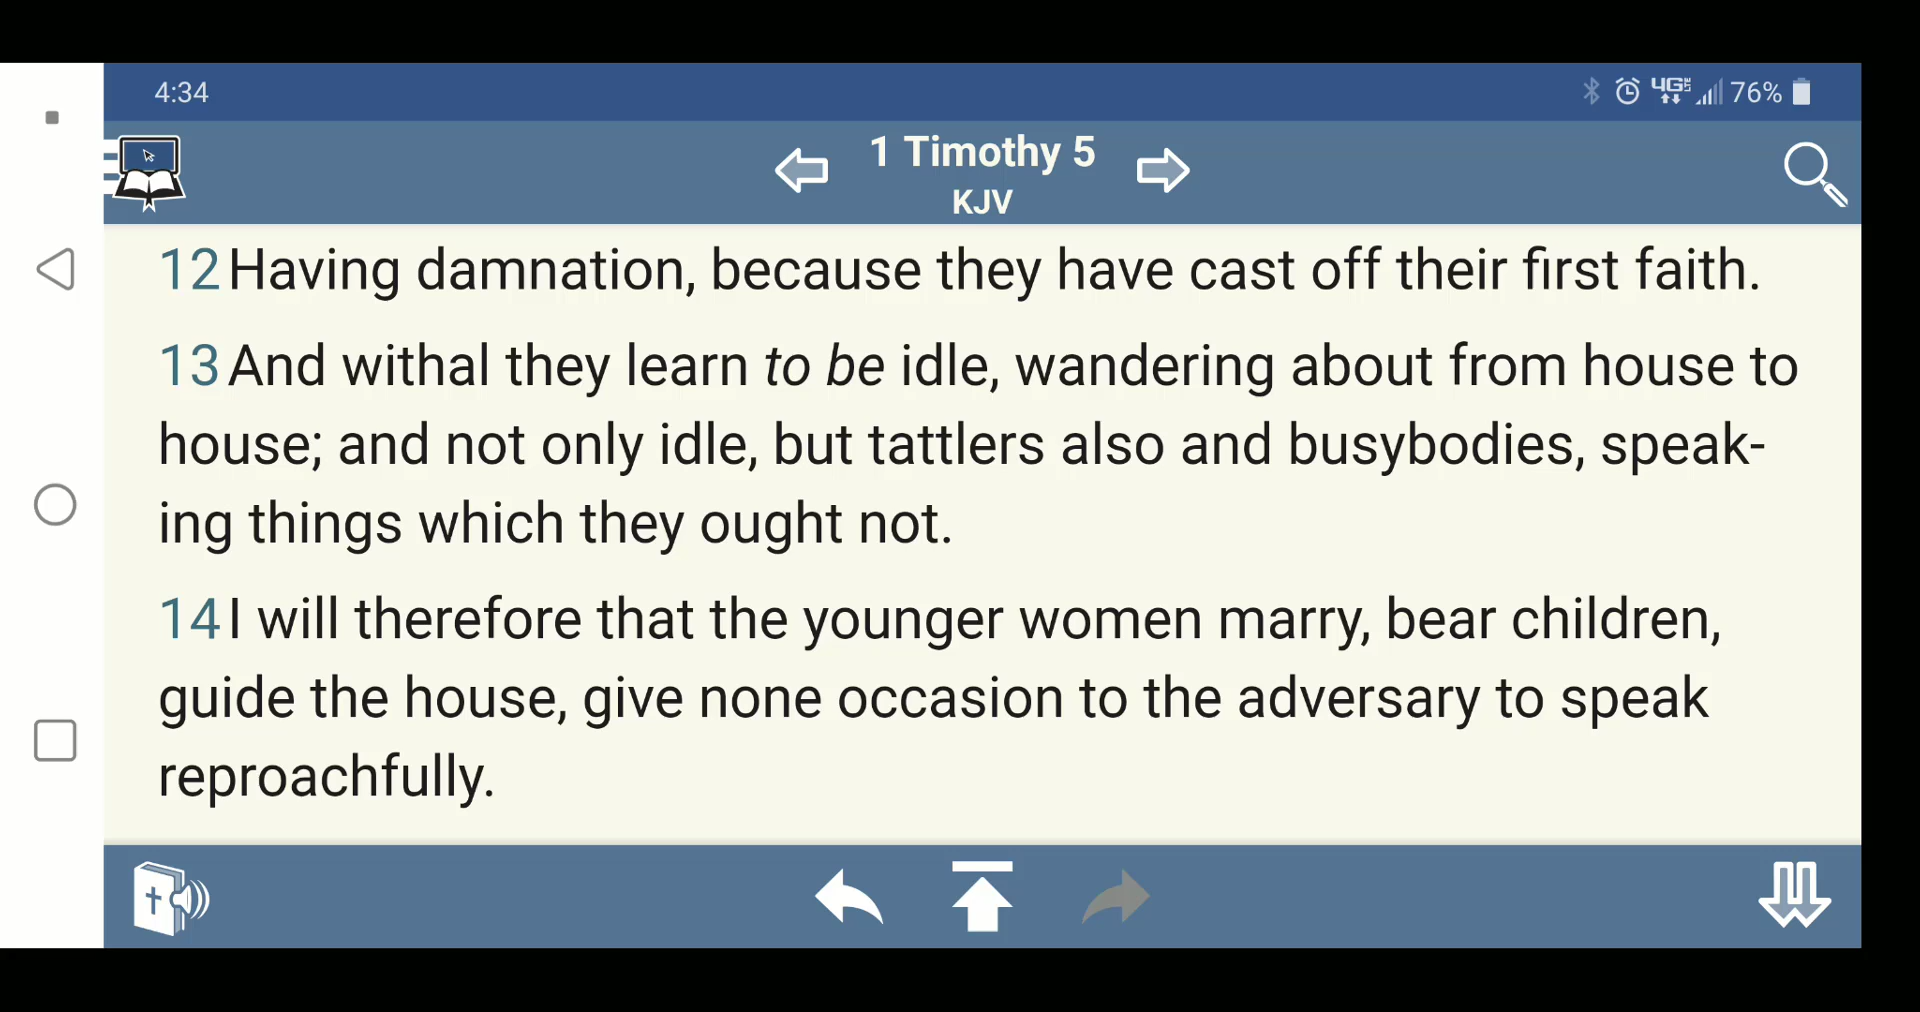 4:34
4G LTE 76%
1 Timothy 5
KJV
12 Having damnation, because they have cast off their first faith.
13 And withal they learn to be idle, wandering about from house to
house; and not only idle, but tattlers also and busybodies, speak-
ing things which they ought not.
14 I will therefore that the younger women marry, bear children,
guide the house, give none occasion to the adversary to speak
reproachfully.